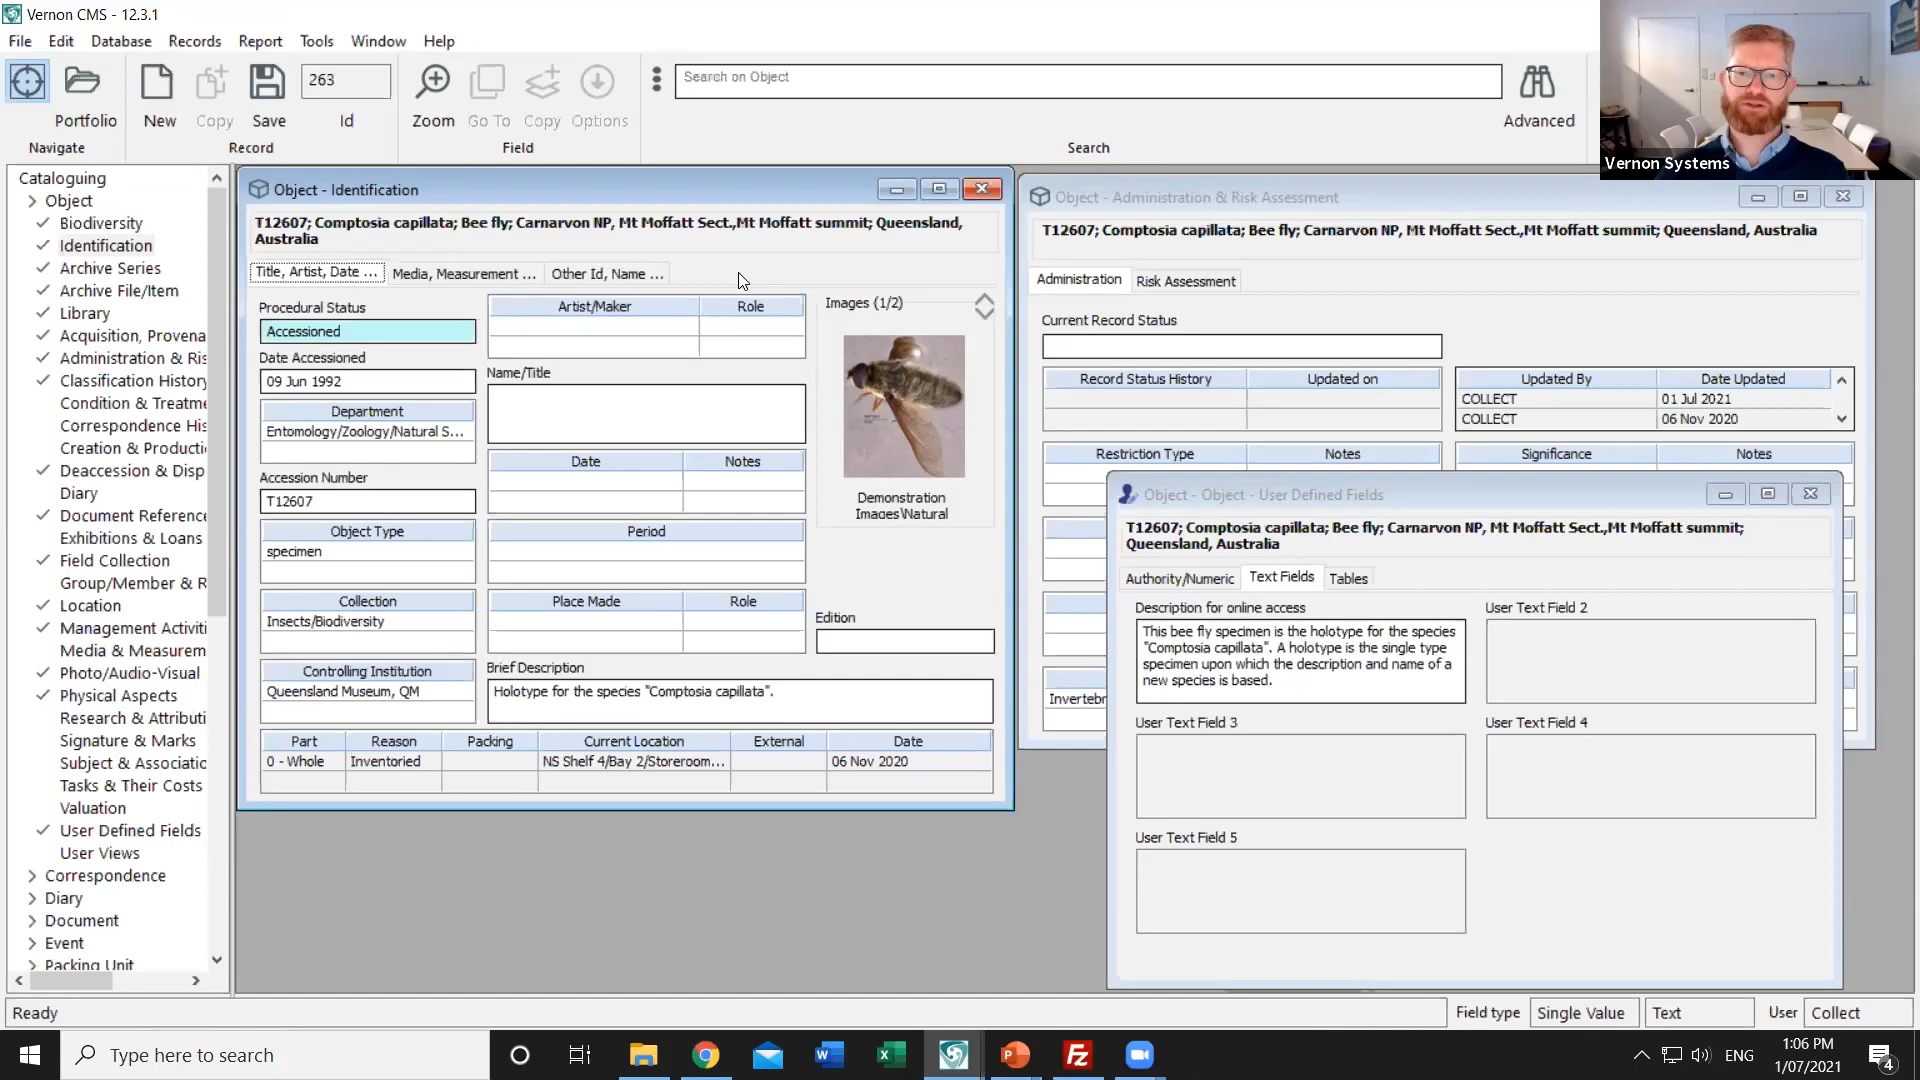 Vernon CMS - 12.3.1
File Edit Database Records Report Tools Window Help
Portfolio
Navigate
New Copy Save
263
Id
Record
Zoom Go To Copy Options
Field
Search on Object
Advanced
Search
Vernon Systems
Cataloguing
Object
Biodiversity
Identification
Archive Series
Archive File/Item
Library
Acquisition, Provena
Administration & Ris
Classification History
Condition & Treatme
Correspondence His
Creation & Producti
Deaccession & Disp
Diary
Document Reference
Exhibitions & Loans
Field Collection
Group/Member & R
Location
Management Activiti
Media & Measurem
Photo/Audio-Visual
Physical Aspects
Research & Attributi
Signature & Marks
Subject & Associatio
Tasks & Their Costs
Valuation
User Defined Fields
User Views
Correspondence
Diary
Document
Event
Packing Unit
Object - Identification
T12607; Comptosia capillata; Bee fly; Carnarvon NP, Mt Moffatt Sect.,Mt Moffatt summit; Queensland,
Australia
Title, Artist, Date ... Media, Measurement ... Other Id, Name ...
Procedural Status
Accessioned
Date Accessioned
09 Jun 1992
Department
Entomology/Zoology/Natural S...
Accession Number
T12607
Object Type
specimen
Collection
Insects/Biodiversity
Controlling Institution
Queensland Museum, QM
Artist/Maker Role
Name/Title
Date Notes
Period
Place Made Role
Brief Description
Holotype for the species "Comptosia capillata".
Images (1/2)
Demonstration
Images\Natural
Edition
Part Reason Packing Current Location External Date
0 - Whole Inventoried NS Shelf 4/Bay 2/Storeroom... 06 Nov 2020
Object - Administration & Risk Assessment
T12607; Comptosia capillata; Bee fly; Carnarvon NP, Mt Moffatt Sect.,Mt Moffatt summit; Queensland, Australia
Administration Risk Assessment
Current Record Status
Record Status History Updated on
Updated By Date Updated
COLLECT 01 Jul 2021
COLLECT 06 Nov 2020
Restriction Type Notes
Significance Notes
Invertebr
Object - Object - User Defined Fields
T12607; Comptosia capillata; Bee fly; Carnarvon NP, Mt Moffatt Sect.,Mt Moffatt summit;
Queensland, Australia
Authority/Numeric Text Fields Tables
Description for online access
This bee fly specimen is the holotype for the species
"Comptosia capillata". A holotype is the single type
specimen upon which the description and name of a
new species is based.
User Text Field 2
User Text Field 3
User Text Field 4
User Text Field 5
Ready
Field type Single Value Text User Collect
Type here to search
ENG
1:06 PM
1/07/2021
4